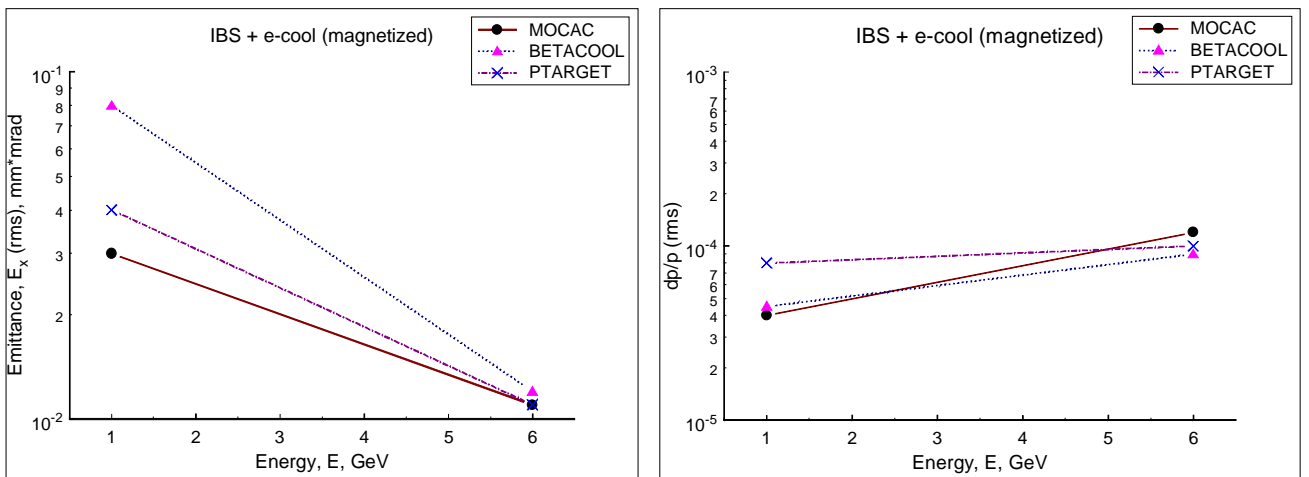 IBS + e-cool (magnetized)
MOCAC
BETACOOL
PTARGET
Emittance, E_x (rms), mm*mrad
10^-1
9
8
7
6
5
4
3
2
10^-2
1 2 3 4 5 6
Energy, E, GeV
IBS + e-cool (magnetized)
MOCAC
BETACOOL
PTARGET
dp/p (rms)
10^-3
7
6
5
4
3
2
10^-4
8
7
6
5
4
3
2
10^-5
1 2 3 4 5 6
Energy, E, GeV